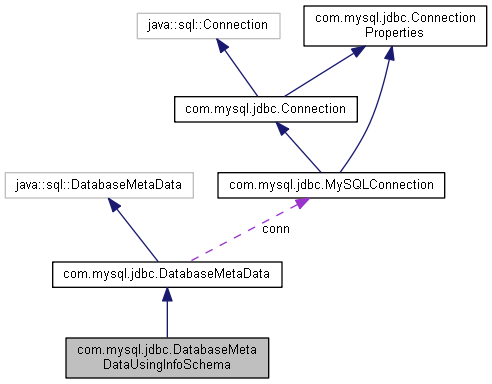 java::sql::Connection
com.mysql.jdbc.Connection
Properties
com.mysql.jdbc.Connection
java::sql::DatabaseMetaData
com.mysql.jdbc.MySQLConnection
conn
com.mysql.jdbc.DatabaseMetaData
com.mysql.jdbc.DatabaseMeta
DataUsingInfoSchema